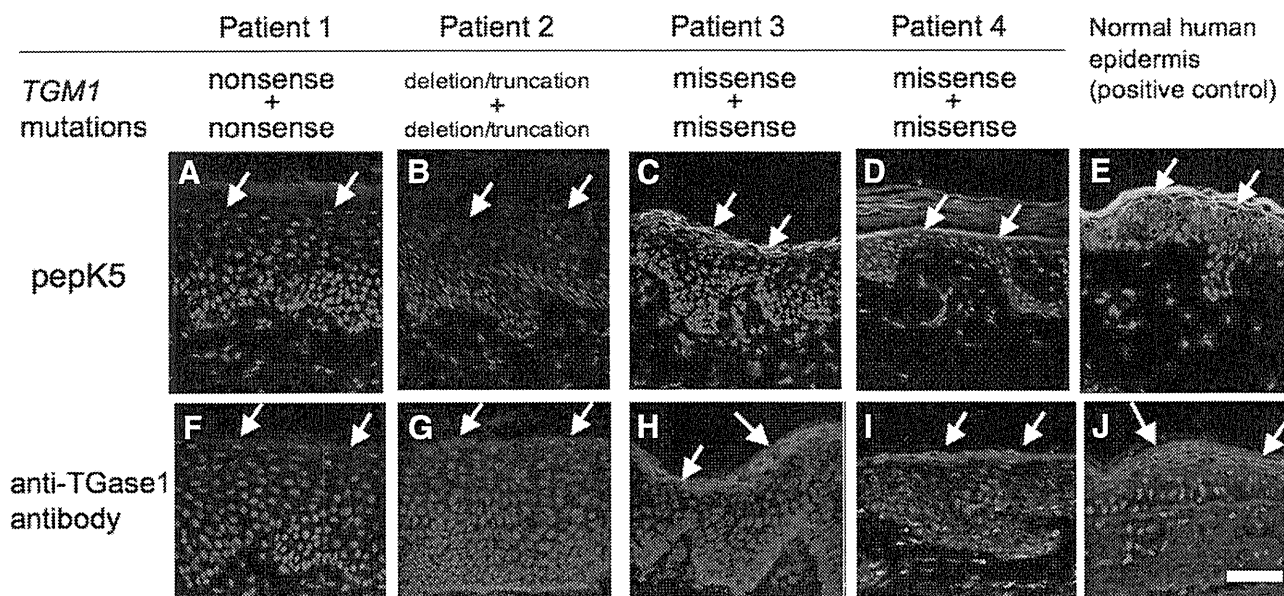 Patient 1 Patient 2 Patient 3 Patient 4 Normal human
epidermis
(positive control)
TGM1
mutations
nonsense
+
nonsense
deletion/truncation
+
deletion/truncation
missense
+
missense
missense
+
missense
A B C D E
pepK5
F G H I J
anti-TGase1
antibody